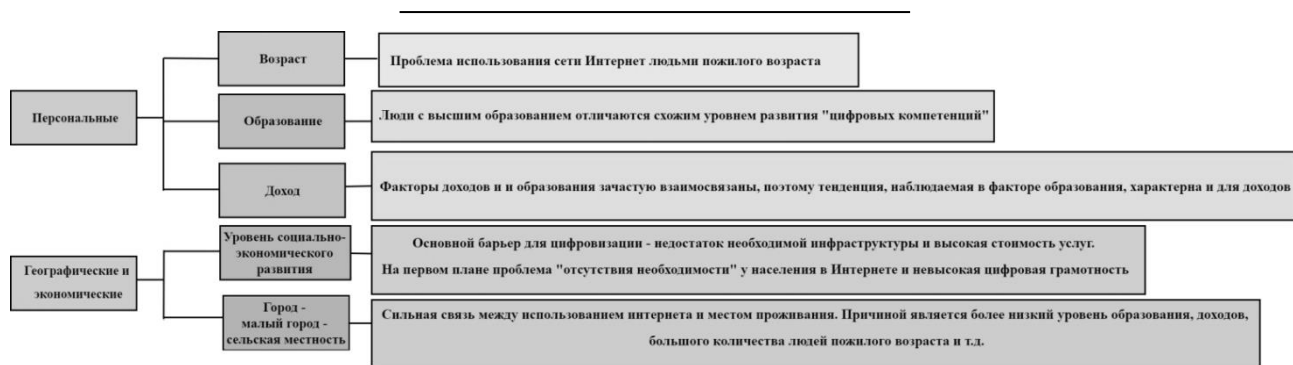 Возраст
Проблема использования сети Интернет людьми пожилого возраста
Персональные
Образование
Люди с высшим образованием отличаются схожим уровнем развития "цифровых компетенций"
Доход
Факторы доходов и и образования зачастую взаимосвязаны, поэтому тенденция, наблюдаемая в факторе образования, характерна и для доходов
Географические и
экономические
Уровень социально-
экономического
развития
Основной барьер для цифровизации - недостаток необходимой инфраструктуры и высокая стоимость услуг.
На первом плане проблема "отсутствия необходимости" у населения в Интернете и невысокая цифровая грамотность
Город -
малый город -
сельская местность
Сильная связь между использованием интернета и местом проживания. Причиной является более низкий уровень образования, доходов,
большого количества людей пожилого возраста и т.д.